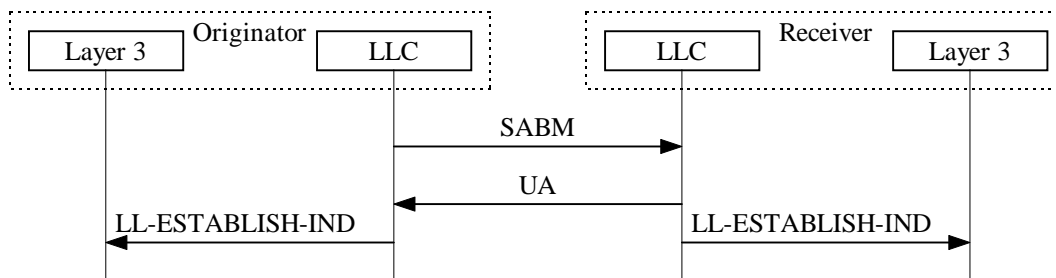 Originator
Receiver
Layer 3
LLC
LLC
Layer 3
SABM
UA
LL-ESTABLISH-IND
LL-ESTABLISH-IND